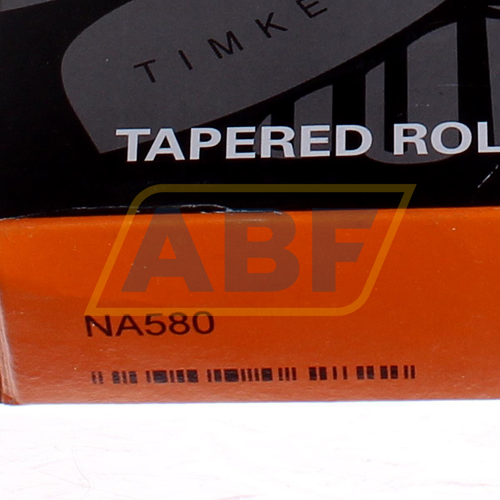 TIMKE
TAPERED ROL
ABF
NA580